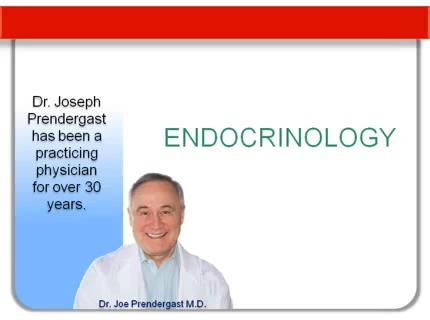 Dr. Joseph
Prendergast
has been a
practicing
physician
for over 30
years.
ENDOCRINOLOGY
Dr. Joe Prendergast M.D.